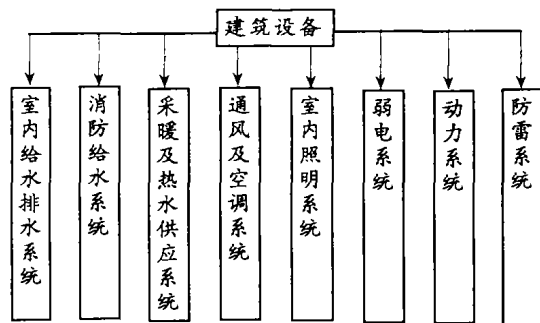 建筑设备
室内给水排水系统
消防给水系统
采暖及热水供应系统
通风及空调系统
室内照明系统
弱电系统
动力系统
防雷系统